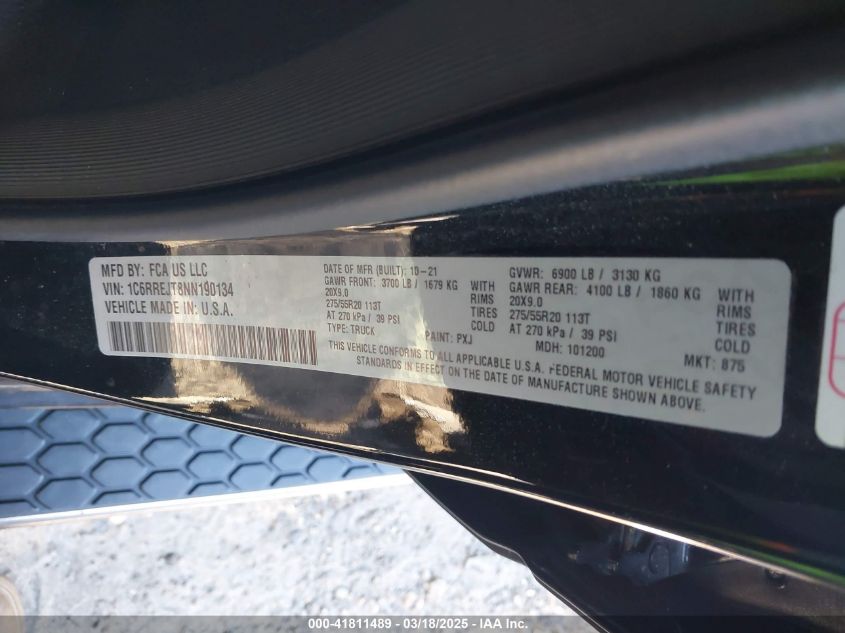 MFD BY: FCA US LLC
VIN: 1C6RREJT8NN190134
VEHICLE MADE IN: U.S.A.
DATE OF MFR (BUILT): 10-21
GAWR FRONT: 3700 LB / 1679 KG WITH
20X9.0 RIMS
275/55R20 113T TIRES
AT 270 kPa / 39 PSI COLD
TYPE: TRUCK PAINT: PXJ
GVWR: 6900 LB / 3130 KG
GAWR REAR: 4100 LB / 1860 KG WITH
20X9.0 RIMS
275/55R20 113T TIRES
AT 270 kPa / 39 PSI COLD
MDH: 101200 MKT: 875
THIS VEHICLE CONFORMS TO ALL APPLICABLE U.S.A. FEDERAL MOTOR VEHICLE SAFETY
STANDARDS IN EFFECT ON THE DATE OF MANUFACTURE SHOWN ABOVE.
000-41811489 - 03/18/2025 - IAA Inc.